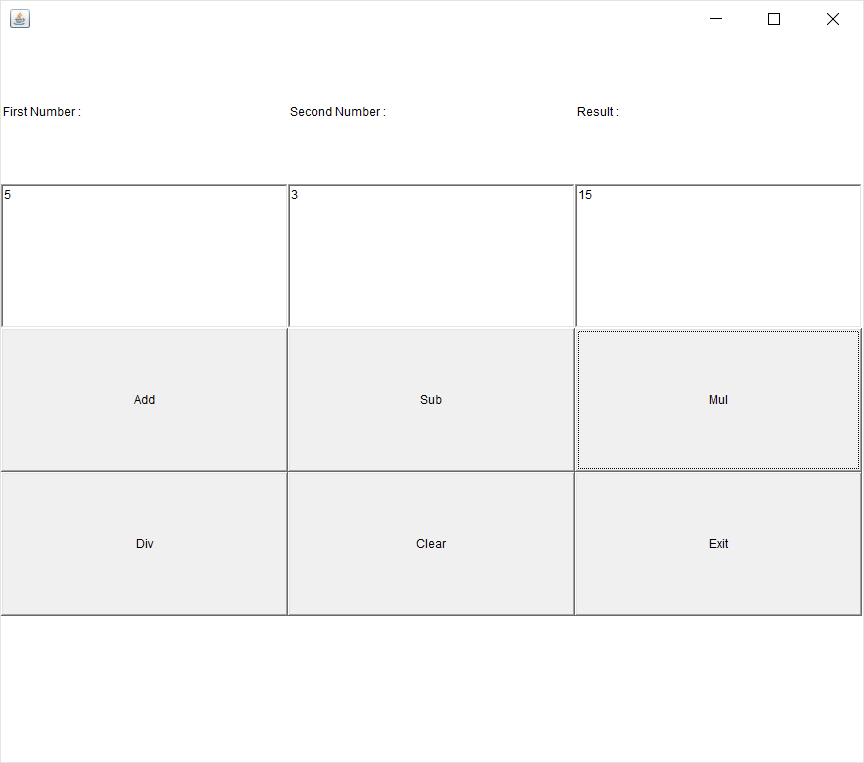 First Number : Second Number : Result :
5 3 15
Add Sub Mul
Div Clear Exit